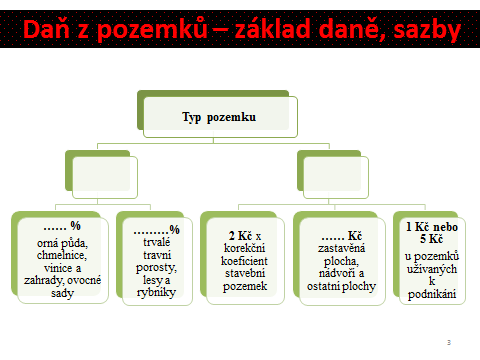 Daň z pozemků – základ daně, sazby
Typ pozemku
...... %
orná půda,
chmelnice,
vinice a
zahrady, ovocné
sady
.........%
trvalé
travní
porosty,
lesy a
rybníky
2 Kč x
korekční
koeficient
stavební
pozemek
...... Kč
zastavěná
plocha,
nádvoří a
ostatní plochy
1 Kč nebo
5 Kč
u pozemků
užívaných
k
podnikání
3